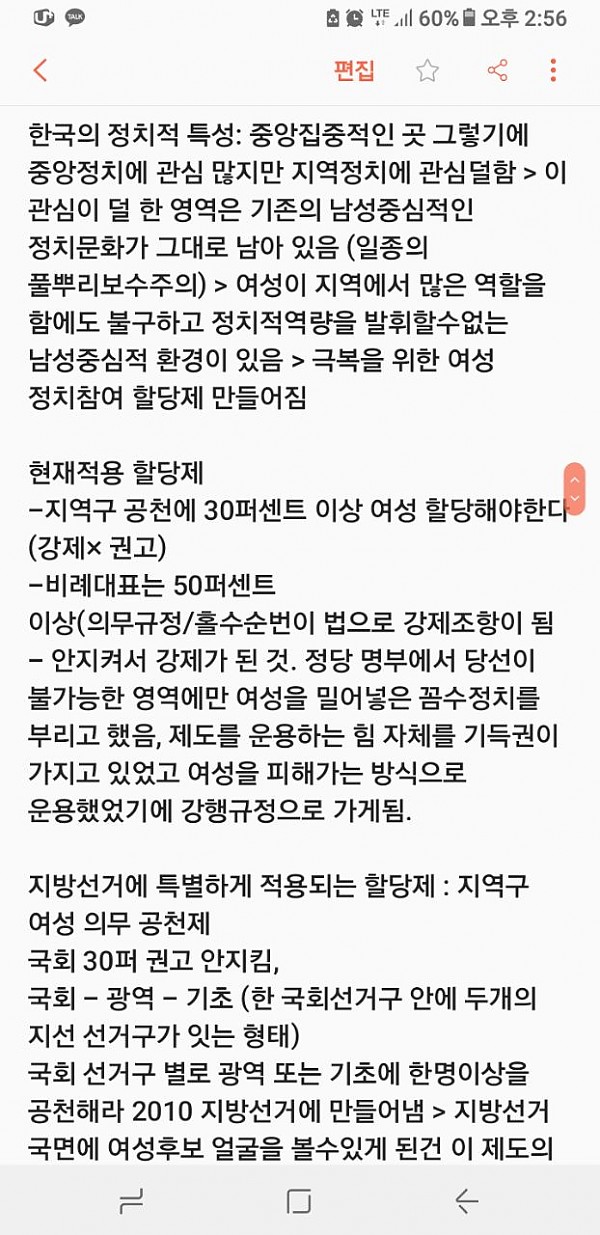 TALK LTE 60% 오후 2:56
편집
한국의 정치적 특성: 중앙집중적인 곳 그렇기에
중앙정치에 관심 많지만 지역정치에 관심덜함 > 이
관심이 덜 한 영역은 기존의 남성중심적인
정치문화가 그대로 남아 있음 (일종의
풀뿌리보수주의) > 여성이 지역에서 많은 역할을
함에도 불구하고 정치적역량을 발휘할수없는
남성중심적 환경이 있음 > 극복을 위한 여성
정치참여 할당제 만들어짐
현재적용 할당제
-지역구 공천에 30퍼센트 이상 여성 할당해야한다
(강제× 권고)
-비례대표는 50퍼센트
이상(의무규정/홀수순번이 법으로 강제조항이 됨
- 안지켜서 강제가 된 것. 정당 명부에서 당선이
불가능한 영역에만 여성을 밀어넣은 꼼수정치를
부리고 했음, 제도를 운용하는 힘 자체를 기득권이
가지고 있었고 여성을 피해가는 방식으로
운용했었기에 강행규정으로 가게됨.
지방선거에 특별하게 적용되는 할당제 : 지역구
여성 의무 공천제
국회 30퍼 권고 안지킴,
국회 - 광역 - 기초 (한 국회선거구 안에 두개의
지선 선거구가 잇는 형태)
국회 선거구 별로 광역 또는 기초에 한명이상을
공천해라 2010 지방선거에 만들어냄 > 지방선거
국면에 여성후보 얼굴을 볼수있게 된건 이 제도의